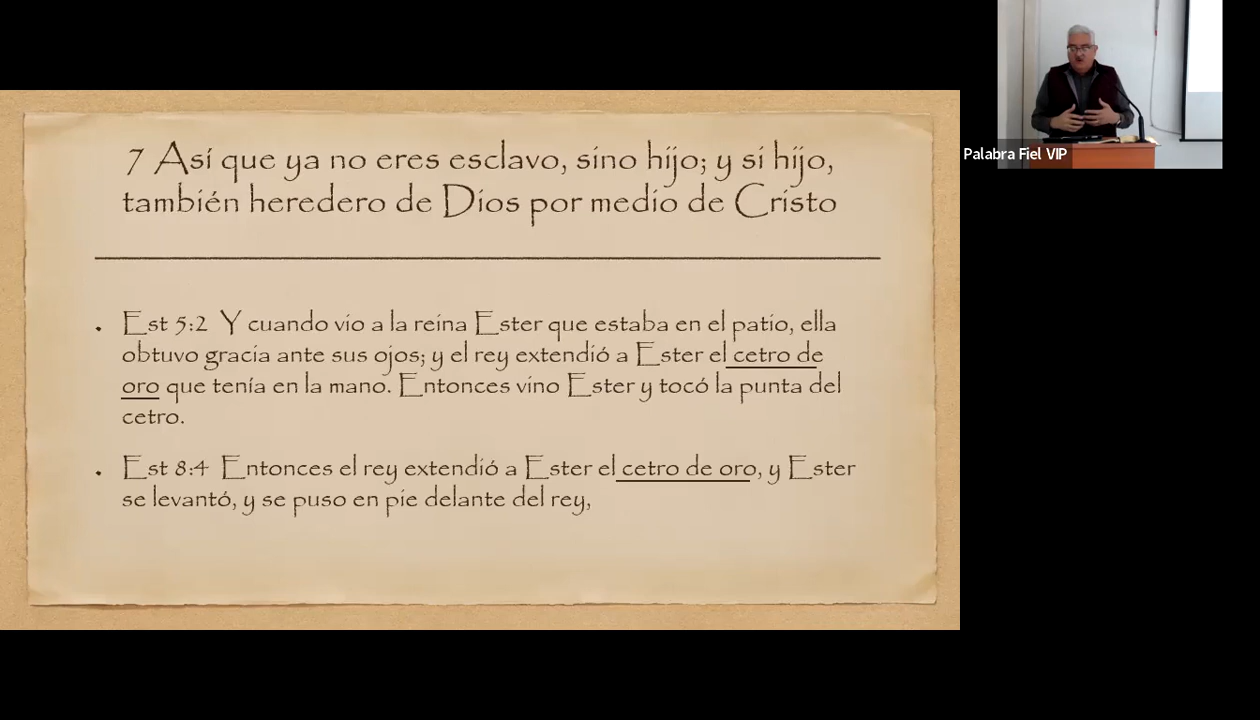 7 Así que ya no eres esclavo, sino hijo; y si hijo,
también heredero de Dios por medio de Cristo
Est 5:2 Y cuando vio a la reina Ester que estaba en el patio, ella
obtuvo gracia ante sus ojos; y el rey extendió a Ester el cetro de
oro que tenía en la mano. Entonces vino Ester y tocó la punta del
cetro.
Est 8:4 Entonces el rey extendió a Ester el cetro de oro, y Ester
se levantó, y se puso en pie delante del rey,
Palabra Fiel VIP